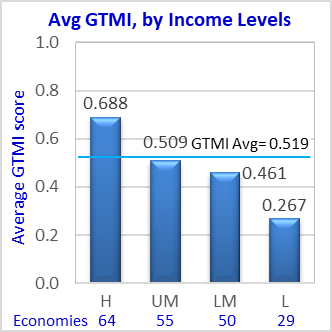 Avg GTMI, by Income Levels
Average GTMI score
1.0
0.8
0.6
0.4
0.2
0.0
0.688
0.509
GTMI Avg= 0.519
0.461
0.267
H UM LM L
Economies 64 55 50 29